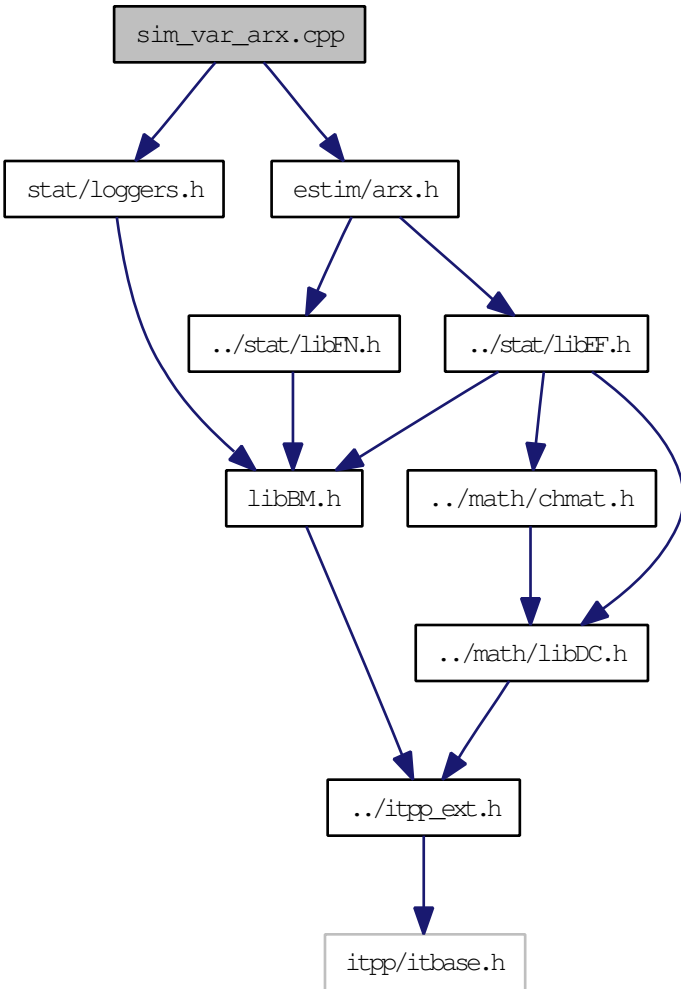 sim_var_arx.cpp
stat/loggers.h
estim/arx.h
../stat/libFN.h
../stat/libEF.h
libBM.h
../math/chmat.h
../math/libDC.h
../itpp_ext.h
itpp/itbase.h